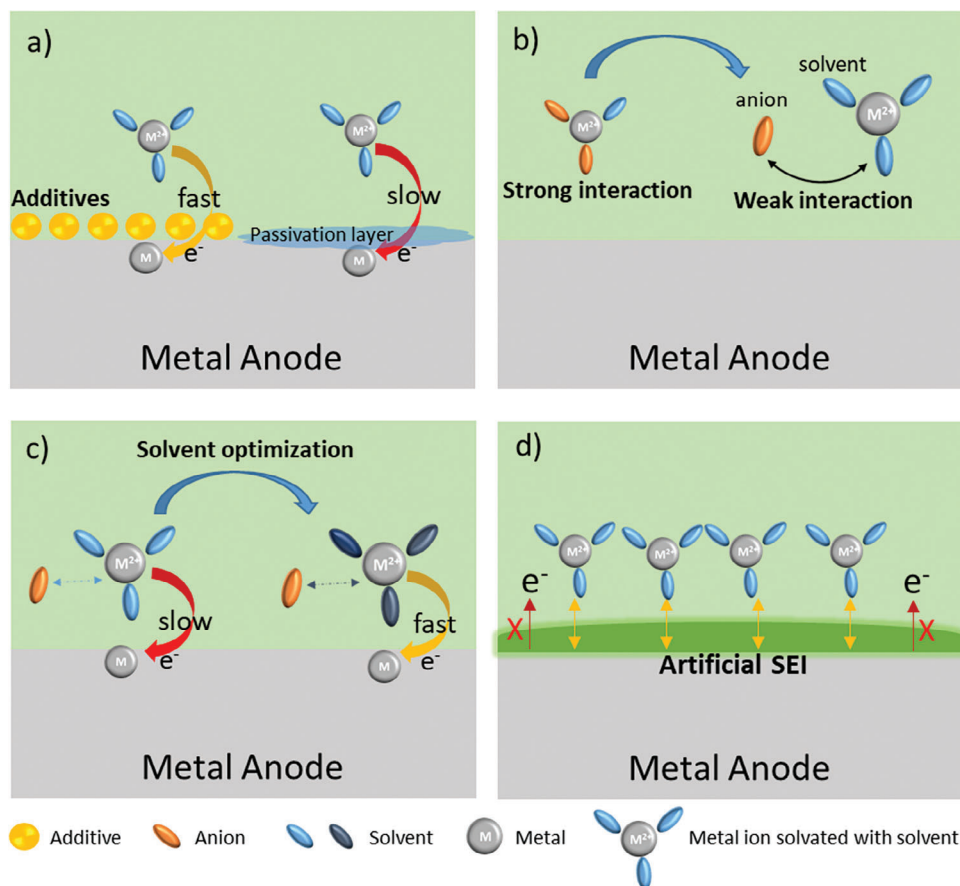 a)
M²⁺
M²⁺
Additives
fast
slow
Passivation layer
M
e⁻
M
e⁻
Metal Anode
b)
solvent
anion
M²⁺
M²⁺
Strong interaction
Weak interaction
Metal Anode
c)
Solvent optimization
M²⁺
M²⁺
slow
fast
M
e⁻
M
e⁻
Metal Anode
d)
M²⁺
M²⁺
M²⁺
M²⁺
e⁻
e⁻
X
X
Artificial SEI
Metal Anode
Additive
Anion
Solvent
M
Metal
M²⁺
Metal ion solvated with solvent